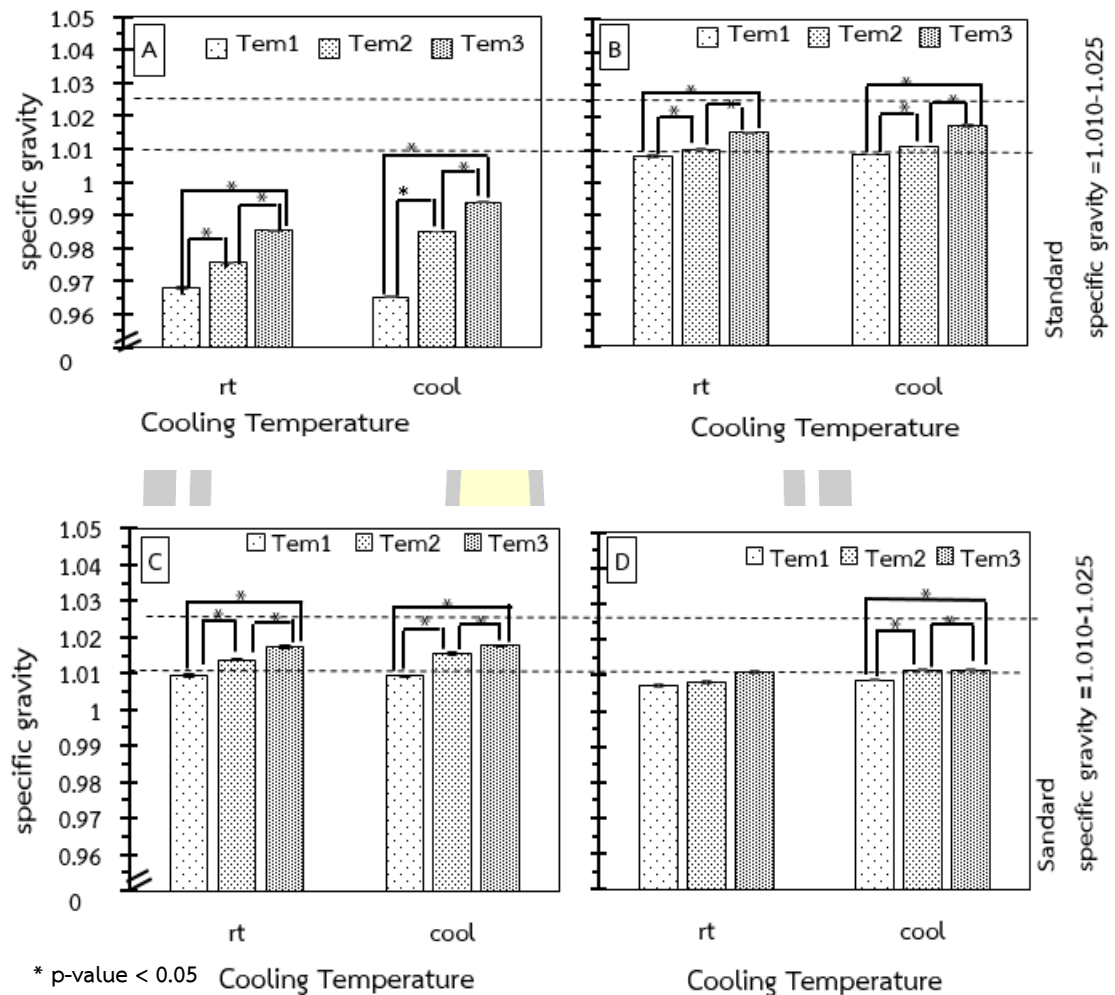 A
Tem1 Tem2 Tem3
1.05
1.04
1.03
1.02
1.01
1
0.99
0.98
0.97
0.96
0
specific gravity
* * *
* * *
rt cool
Cooling Temperature
B
Tem1 Tem2 Tem3
* * *
* * *
rt cool
Cooling Temperature
Standard
specific gravity =1.010-1.025
C
Tem1 Tem2 Tem3
1.05
1.04
1.03
1.02
1.01
1
0.99
0.98
0.97
0.96
0
specific gravity
* * *
* * *
rt cool
Cooling Temperature
D
Tem1 Tem2 Tem3
* * *
rt cool
Cooling Temperature
Sandard
specific gravity =1.010-1.025
* p-value < 0.05